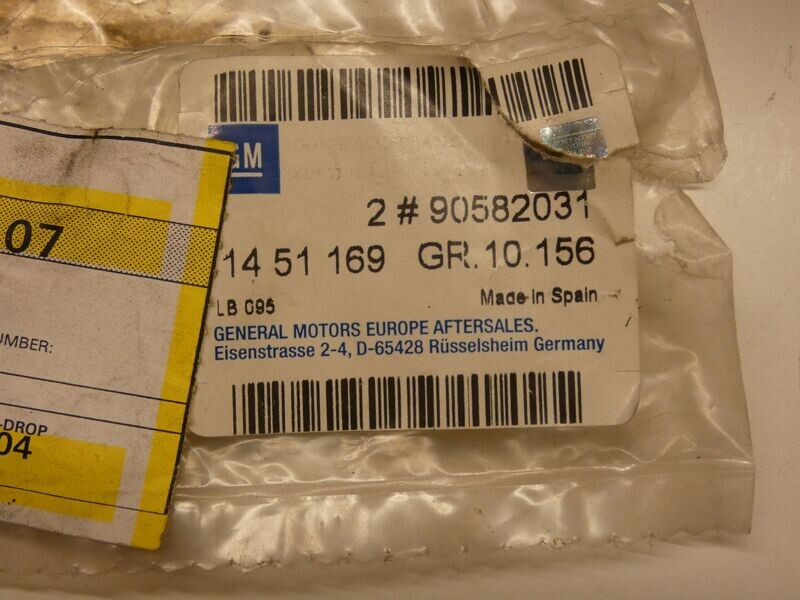 GM
2 # 90582031
14 51 169 GR.10.156
LB 095 Made in Spain
GENERAL MOTORS EUROPE AFTERSALES.
Eisenstrasse 2-4, D-65428 Rüsselsheim Germany
07
UMBER:
-DROP
04